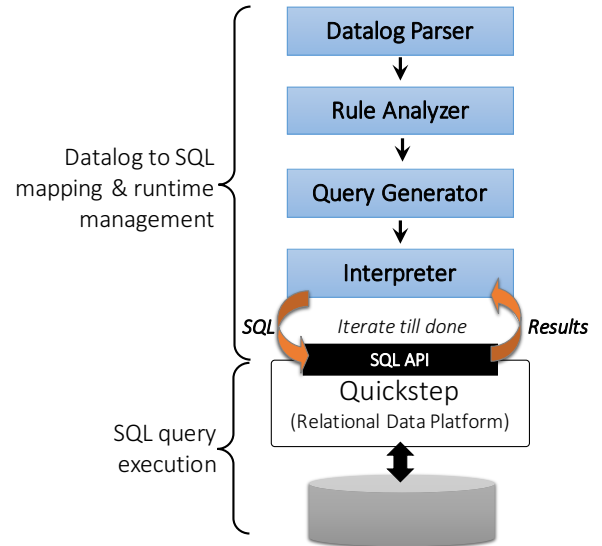 Datalog Parser
Rule Analyzer
Datalog to SQL
mapping & runtime
management
Query Generator
Interpreter
SQL
Iterate till done
Results
SQL API
Quickstep
(Relational Data Platform)
SQL query
execution